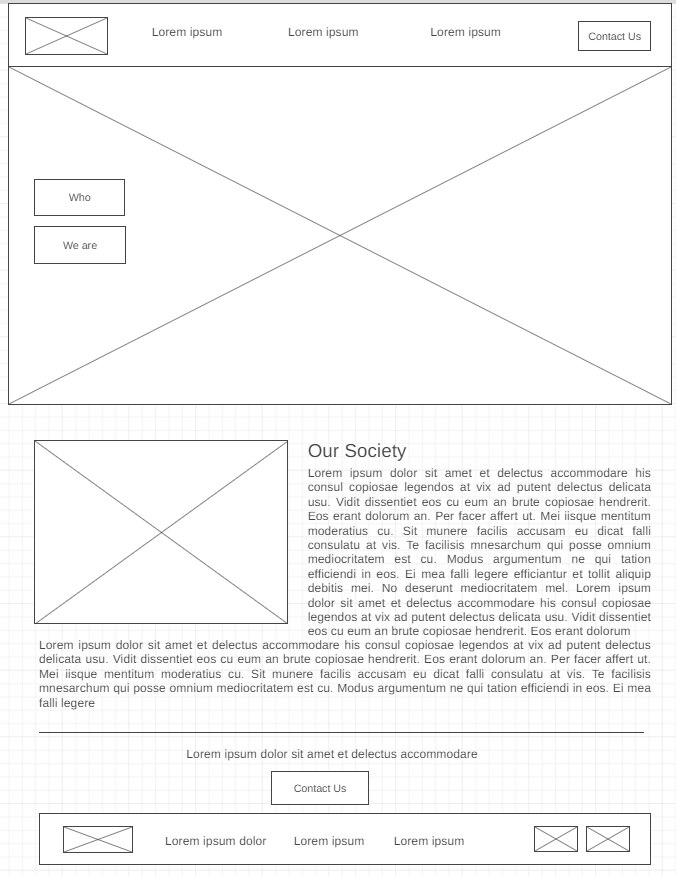 Lorem ipsum Lorem ipsum Lorem ipsum Contact Us
Who
We are
Our Society
Lorem ipsum dolor sit amet et delectus accommodare his
consul copiosae legendos at vix ad putent delectus delicata
usu. Vidit dissentiet eos cu eum an brute copiosae hendrerit.
Eos erant dolorum an. Per facer affert ut. Mei iisque mentitum
moderatius cu. Sit munere facilis accusam eu dicat falli
consulatu at vis. Te facilisis mnesarchum qui posse omnium
mediocritatem est cu. Modus argumentum ne qui tation
efficiendi in eos. Ei mea falli legere efficiantur et tollit aliquip
debitis mei. No deserunt mediocritatem mel. Lorem ipsum
dolor sit amet et delectus accommodare his consul copiosae
legendos at vix ad putent delectus delicata usu. Vidit dissentiet
eos cu eum an brute copiosae hendrerit. Eos erant dolorum
Lorem ipsum dolor sit amet et delectus accommodare his consul copiosae legendos at vix ad putent delectus
delicata usu. Vidit dissentiet eos cu eum an brute copiosae hendrerit. Eos erant dolorum an. Per facer affert ut.
Mei iisque mentitum moderatius cu. Sit munere facilis accusam eu dicat falli consulatu at vis. Te facilisis
mnesarchum qui posse omnium mediocritatem est cu. Modus argumentum ne qui tation efficiendi in eos. Ei mea
falli legere
Lorem ipsum dolor sit amet et delectus accommodare
Contact Us
Lorem ipsum dolor Lorem ipsum Lorem ipsum